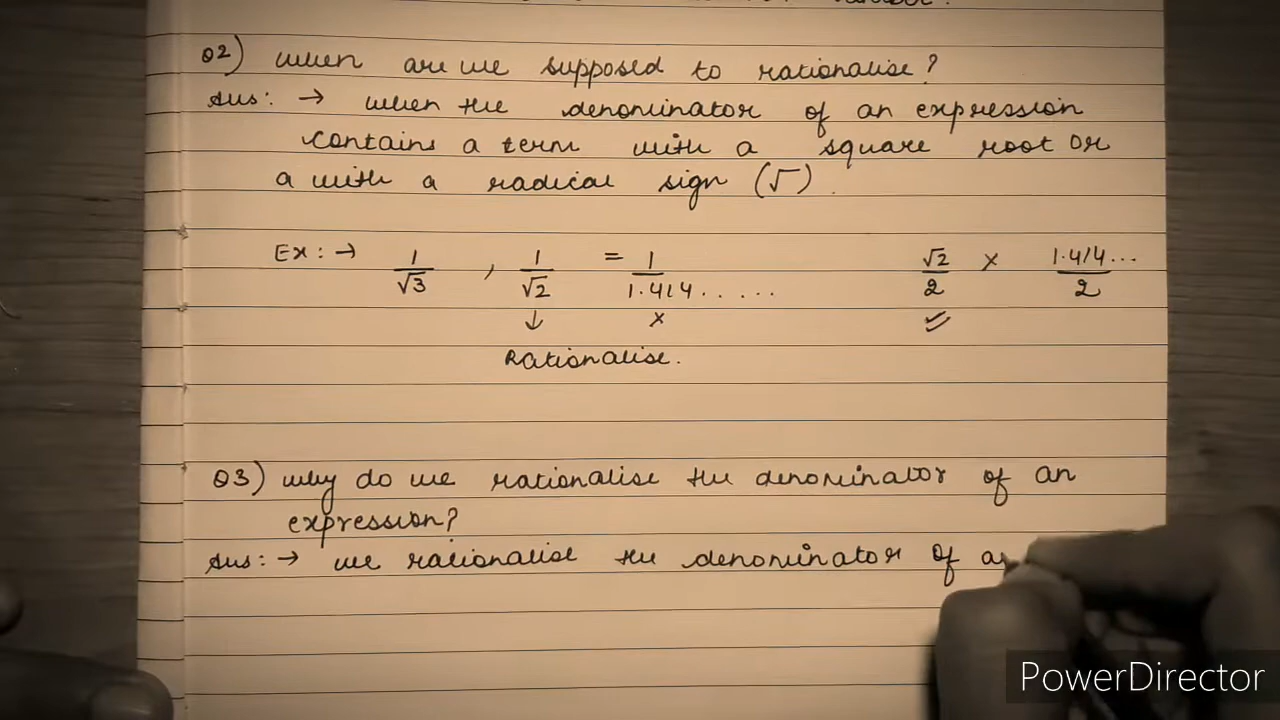 Q2) when are we supposed to rationalise?
Ans: → when the denominator of an expression
contains a term with a square root or
a with a radical sign (√).
Ex: → 1/√3 , 1/√2 = 1/1.414..... √2/2 × 1.414.../2
↓ ×
Rationalise.
Q3) why do we rationalise the denominator of an
expression?
Ans: → we rationalise the denominator of an
PowerDirector